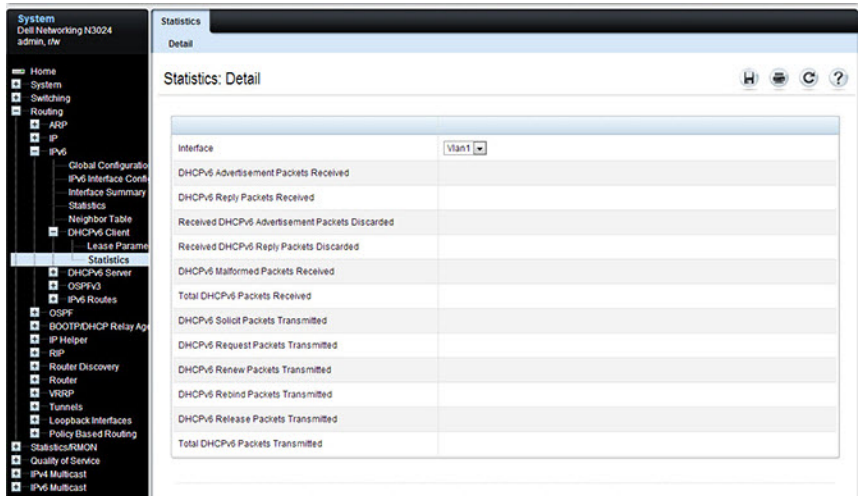 System
Dell Networking N3024
admin, r/w
Home
System
Switching
Routing
ARP
IP
IPv6
Global Configuratio
IPv6 Interface Confi
Interface Summary
Statistics
Neighbor Table
DHCPv6 Client
Lease Parame
Statistics
DHCPv6 Server
OSPFv3
IPv6 Routes
OSPF
BOOTP/DHCP Relay Age
IP Helper
RIP
Router Discovery
Router
VRRP
Tunnels
Loopback Interfaces
Policy Based Routing
Statistics/RMON
Quality of Service
IPv4 Multicast
IPv6 Multicast
Statistics
Detail
Statistics: Detail
Interface Vlan1
DHCPv6 Advertisement Packets Received
DHCPv6 Reply Packets Received
Received DHCPv6 Advertisement Packets Discarded
Received DHCPv6 Reply Packets Discarded
DHCPv6 Malformed Packets Received
Total DHCPv6 Packets Received
DHCPv6 Solicit Packets Transmitted
DHCPv6 Request Packets Transmitted
DHCPv6 Renew Packets Transmitted
DHCPv6 Rebind Packets Transmitted
DHCPv6 Release Packets Transmitted
Total DHCPv6 Packets Transmitted